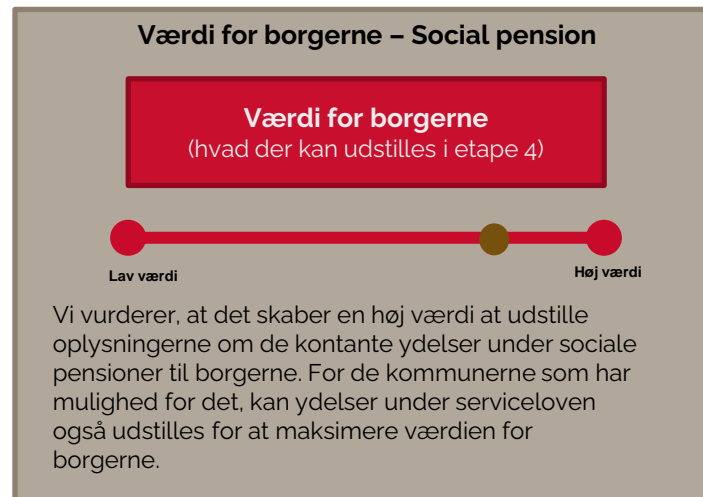 Værdi for borgerne – Social pension
Værdi for borgerne
(hvad der kan udstilles i etape 4)
Lav værdi
Høj værdi
Vi vurderer, at det skaber en høj værdi at udstille
oplysningerne om de kontante ydelser under sociale
pensioner til borgerne. For de kommunerne som har
mulighed for det, kan ydelser under serviceloven
også udstilles for at maksimere værdien for
borgerne.